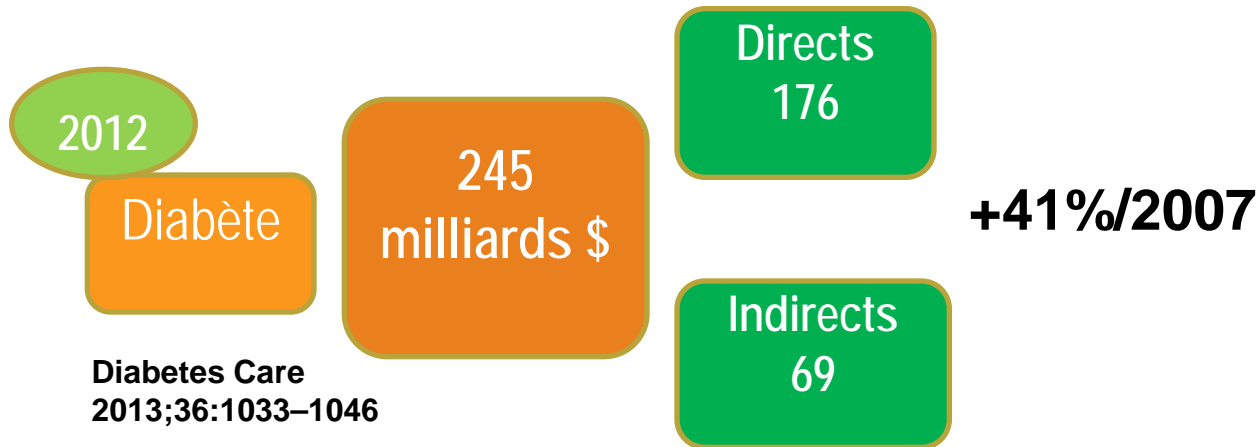 2012
Diabète
245
milliards $
Directs
176
Indirects
69
+41%/2007
Diabetes Care
2013;36:1033–1046